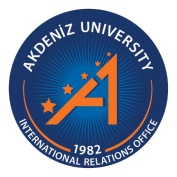 AKDENİZ UNIVERSITY
1982
INTERNATIONAL RELATIONS OFFICE